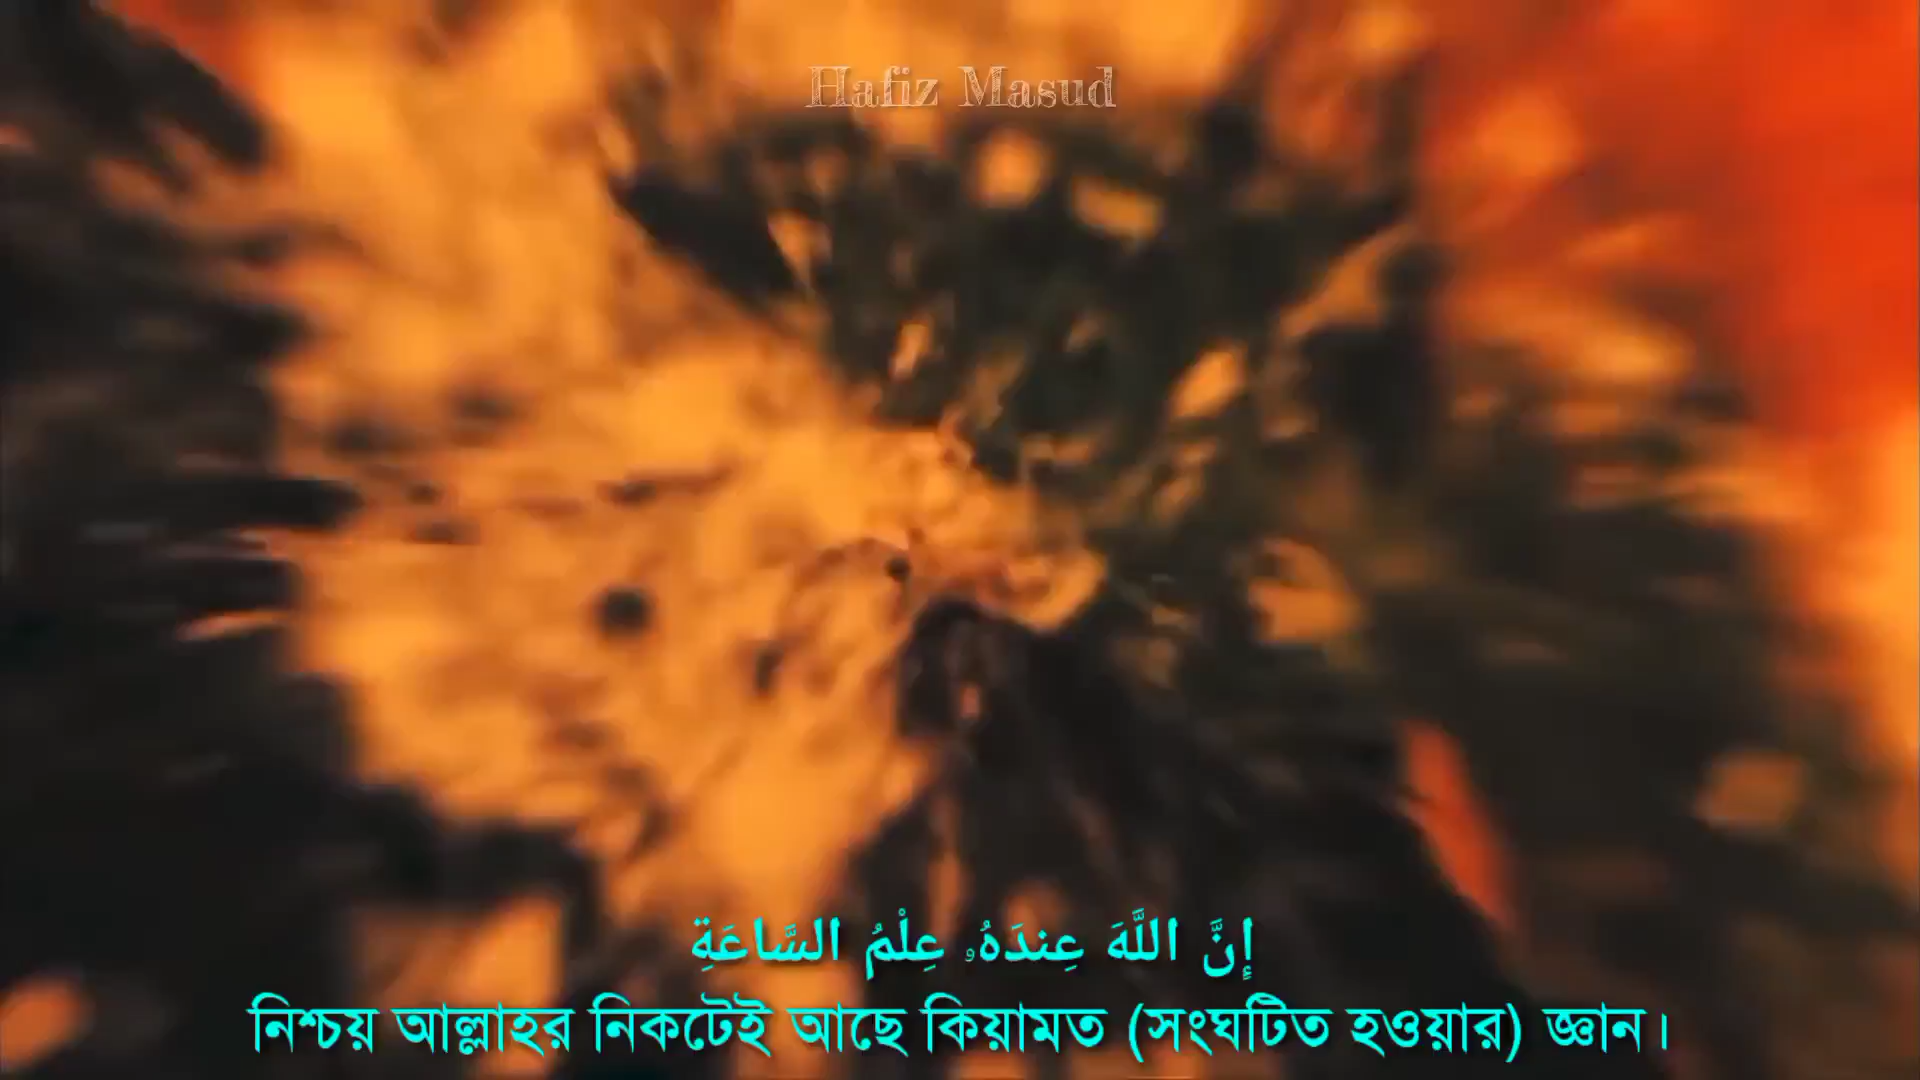 Hafiz Masud
إِنَّ اللَّهَ عِندَهُۥ عِلْمُ السَّاعَةِ
নিশ্চয় আল্লাহর নিকটেই আছে কিয়ামত (সংঘটিত হওয়ার) জ্ঞান।